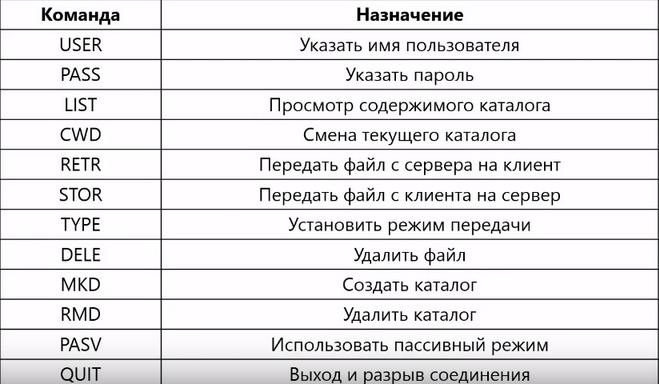 Команда Назначение
USER Указать имя пользователя
PASS Указать пароль
LIST Просмотр содержимого каталога
CWD Смена текущего каталога
RETR Передать файл с сервера на клиент
STOR Передать файл с клиента на сервер
TYPE Установить режим передачи
DELE Удалить файл
MKD Создать каталог
RMD Удалить каталог
PASV Использовать пассивный режим
QUIT Выход и разрыв соединения